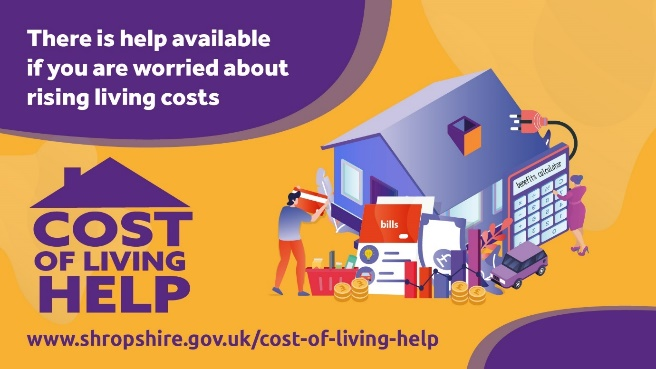 There is help available
if you are worried about
rising living costs
COST
OF LIVING
HELP
bills
benefits calculator
www.shropshire.gov.uk/cost-of-living-help